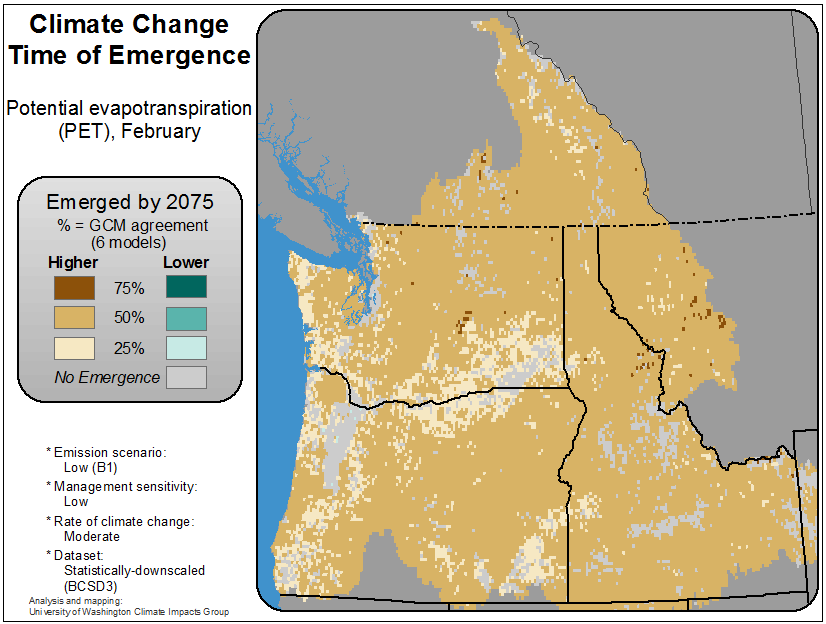 Climate Change
Time of Emergence
Potential evapotranspiration
(PET), February
Emerged by 2075
% = GCM agreement
(6 models)
Higher Lower
75%
50%
25%
No Emergence
* Emission scenario:
Low (B1)
* Management sensitivity:
Low
* Rate of climate change:
Moderate
* Dataset:
Statistically-downscaled
(BCSD3)
Analysis and mapping:
University of Washington Climate Impacts Group